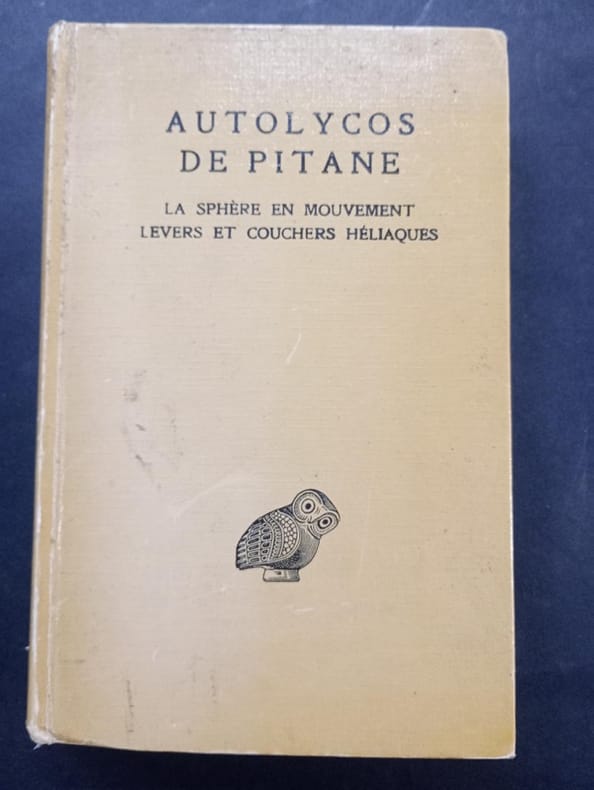 AUTOLYCOS
DE PITANE
LA SPHÈRE EN MOUVEMENT
LEVERS ET COUCHERS HÉLIAQUES